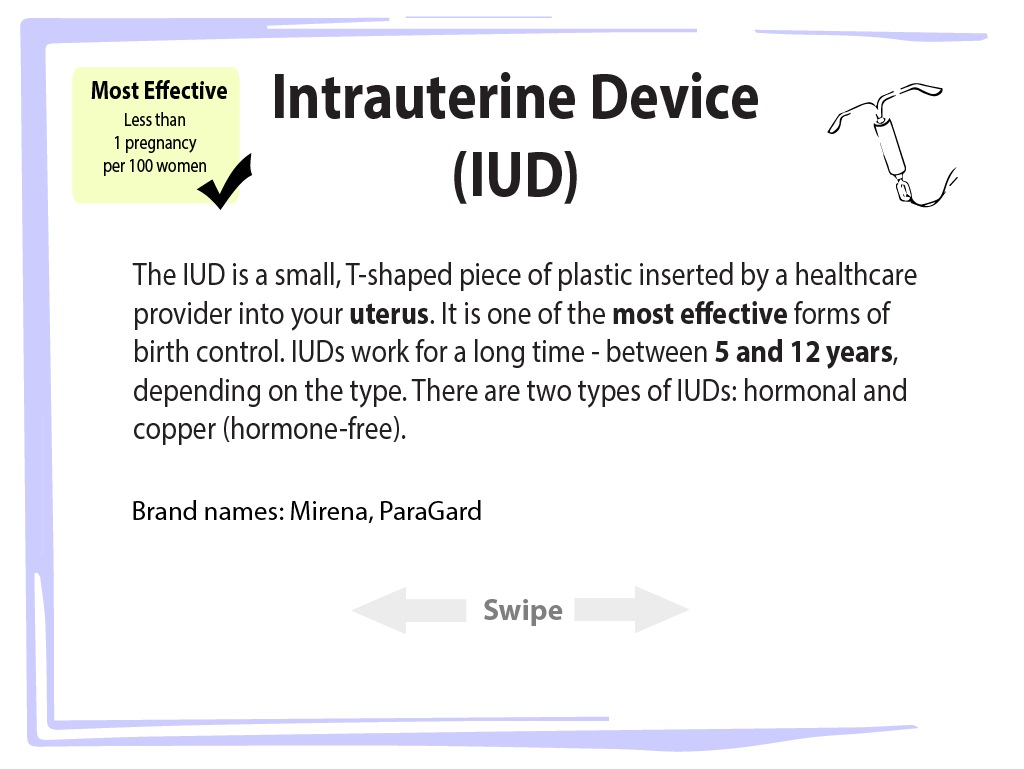 Most Effective
Less than
1 pregnancy
per 100 women
Intrauterine Device
(IUD)
The IUD is a small, T-shaped piece of plastic inserted by a healthcare
provider into your uterus. It is one of the most effective forms of
birth control. IUDs work for a long time - between 5 and 12 years,
depending on the type. There are two types of IUDs: hormonal and
copper (hormone-free).
Brand names: Mirena, ParaGard
Swipe